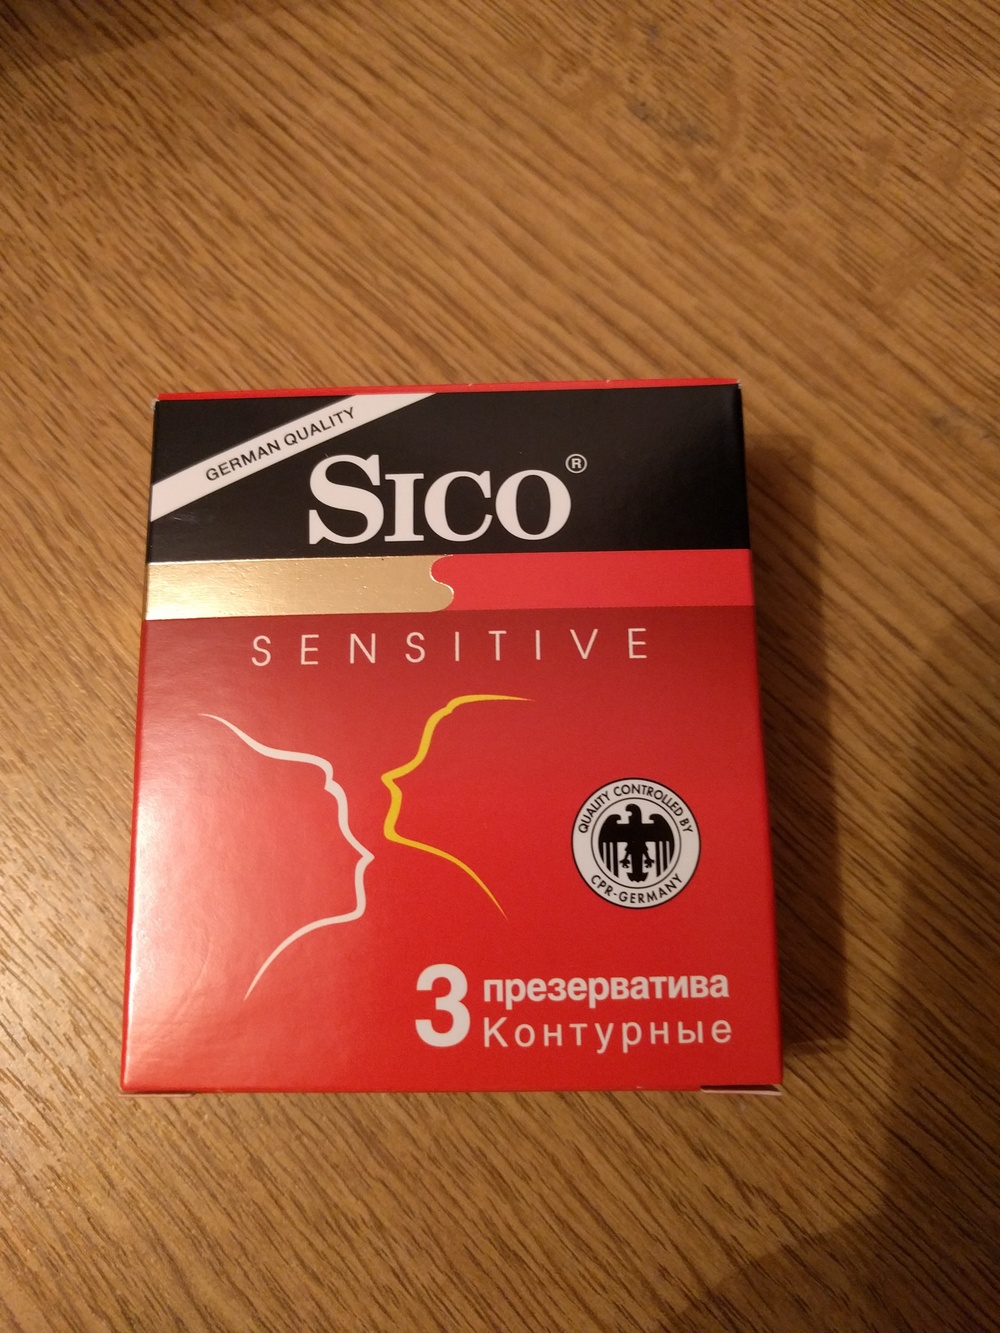 GERMAN QUALITY
SICO®
SENSITIVE
QUALITY CONTROLLED BY
CPR-GERMANY
3 презерватива
Контурные